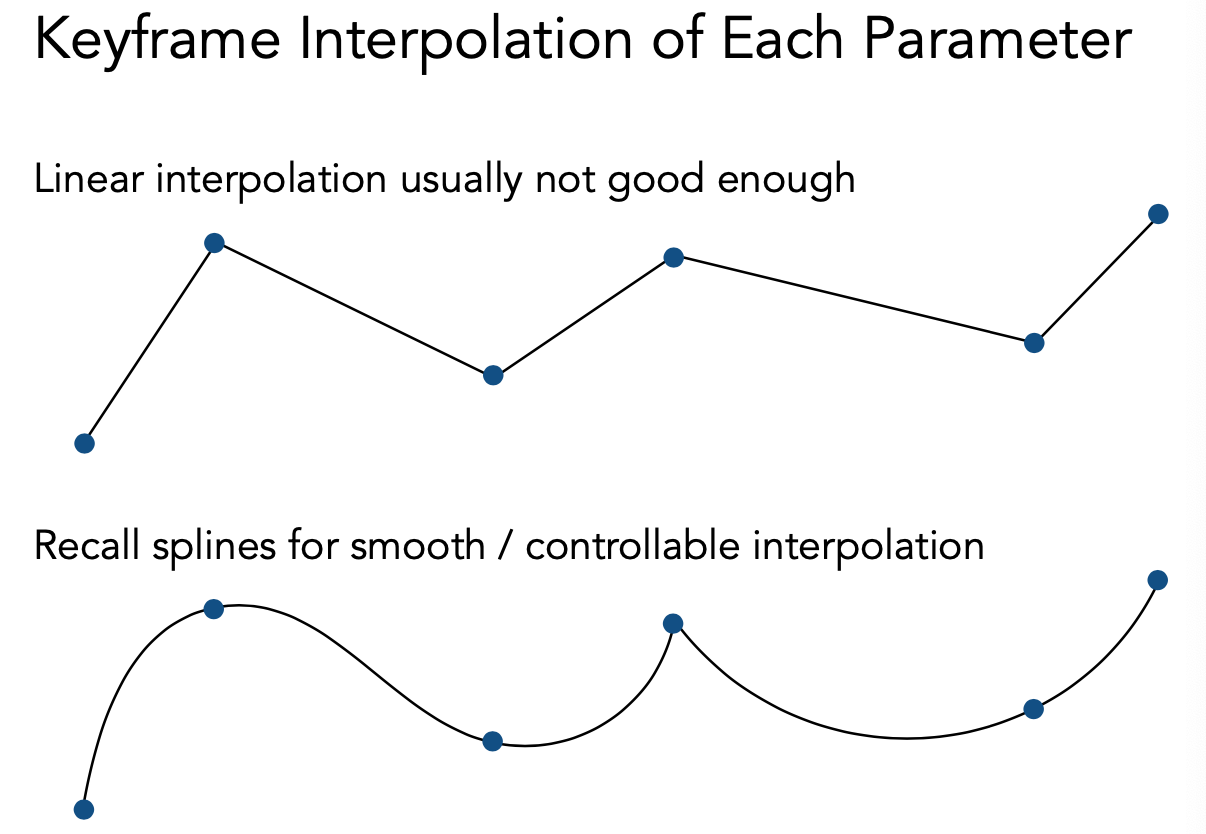 Keyframe Interpolation of Each Parameter
Linear interpolation usually not good enough
Recall splines for smooth / controllable interpolation